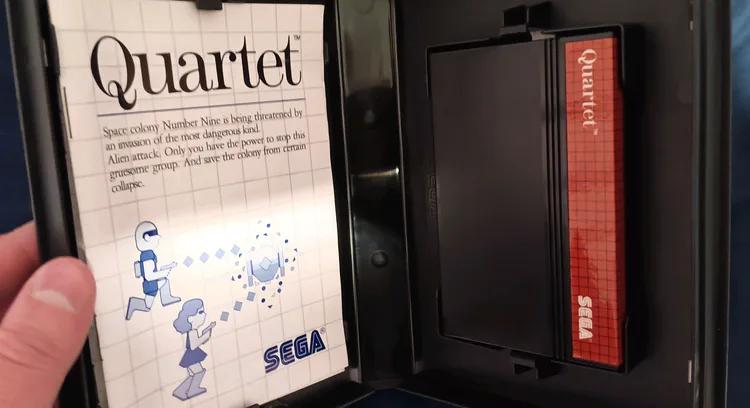 Quartet™
Space colony Number Nine is being threatened by
an invasion of the most dangerous kind.
Alien attack. Only you have the power to stop this
gruesome group. And save the colony from certain
collapse.
SEGA®
Quartet™
SEGA